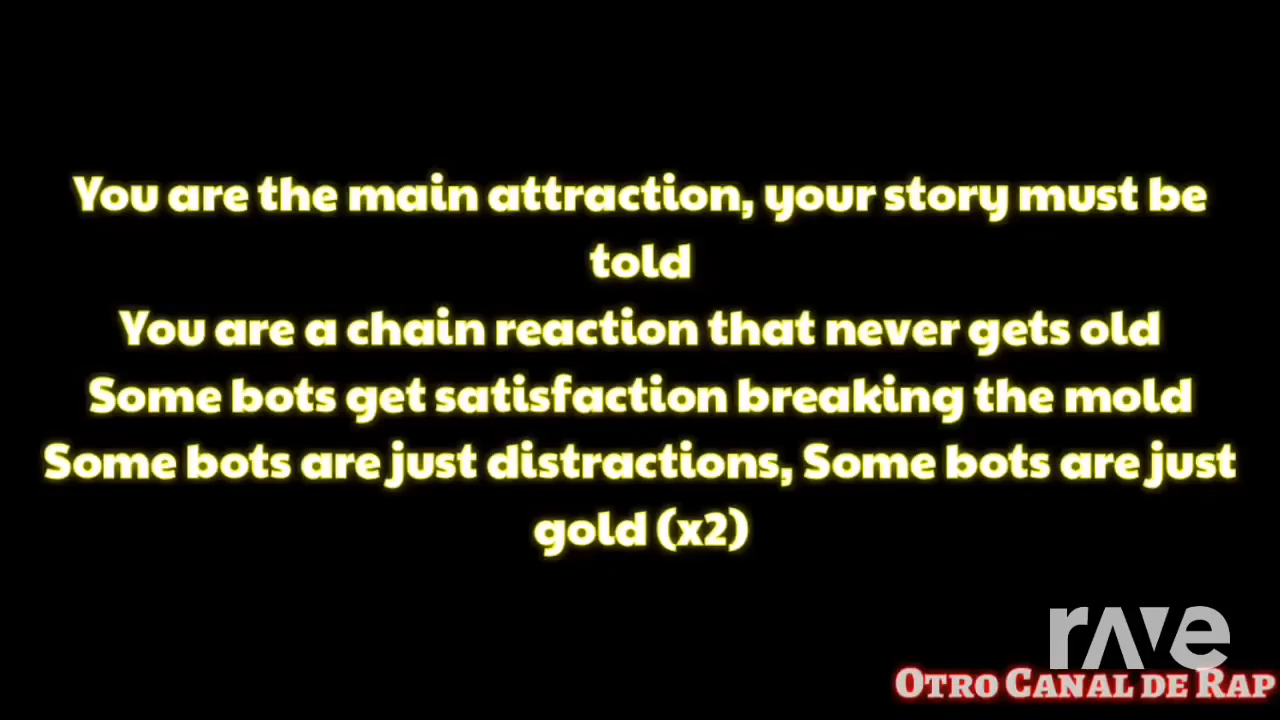 You are the main attraction, your story must be
told
You are a chain reaction that never gets old
Some bots get satisfaction breaking the mold
Some bots are just distractions, Some bots are just
gold (x2)
rave
Otro Canal de Rap